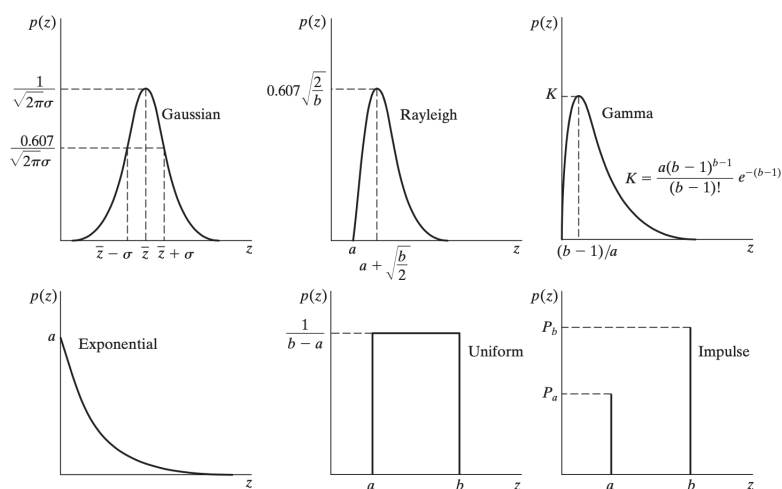 p(z)
1
√2πσ
0.607
√2πσ
Gaussian
z̄ − σ z̄ z̄ + σ z
p(z)
0.607 √2/b
Rayleigh
a z
a + √b/2
p(z)
K
Gamma
K = a(b − 1)^{b−1} / (b − 1)! e^{−(b−1)}
(b − 1)/a z
p(z)
a
Exponential
z
p(z)
1
b − a
Uniform
a b z
p(z)
P_b
Impulse
P_a
a b z